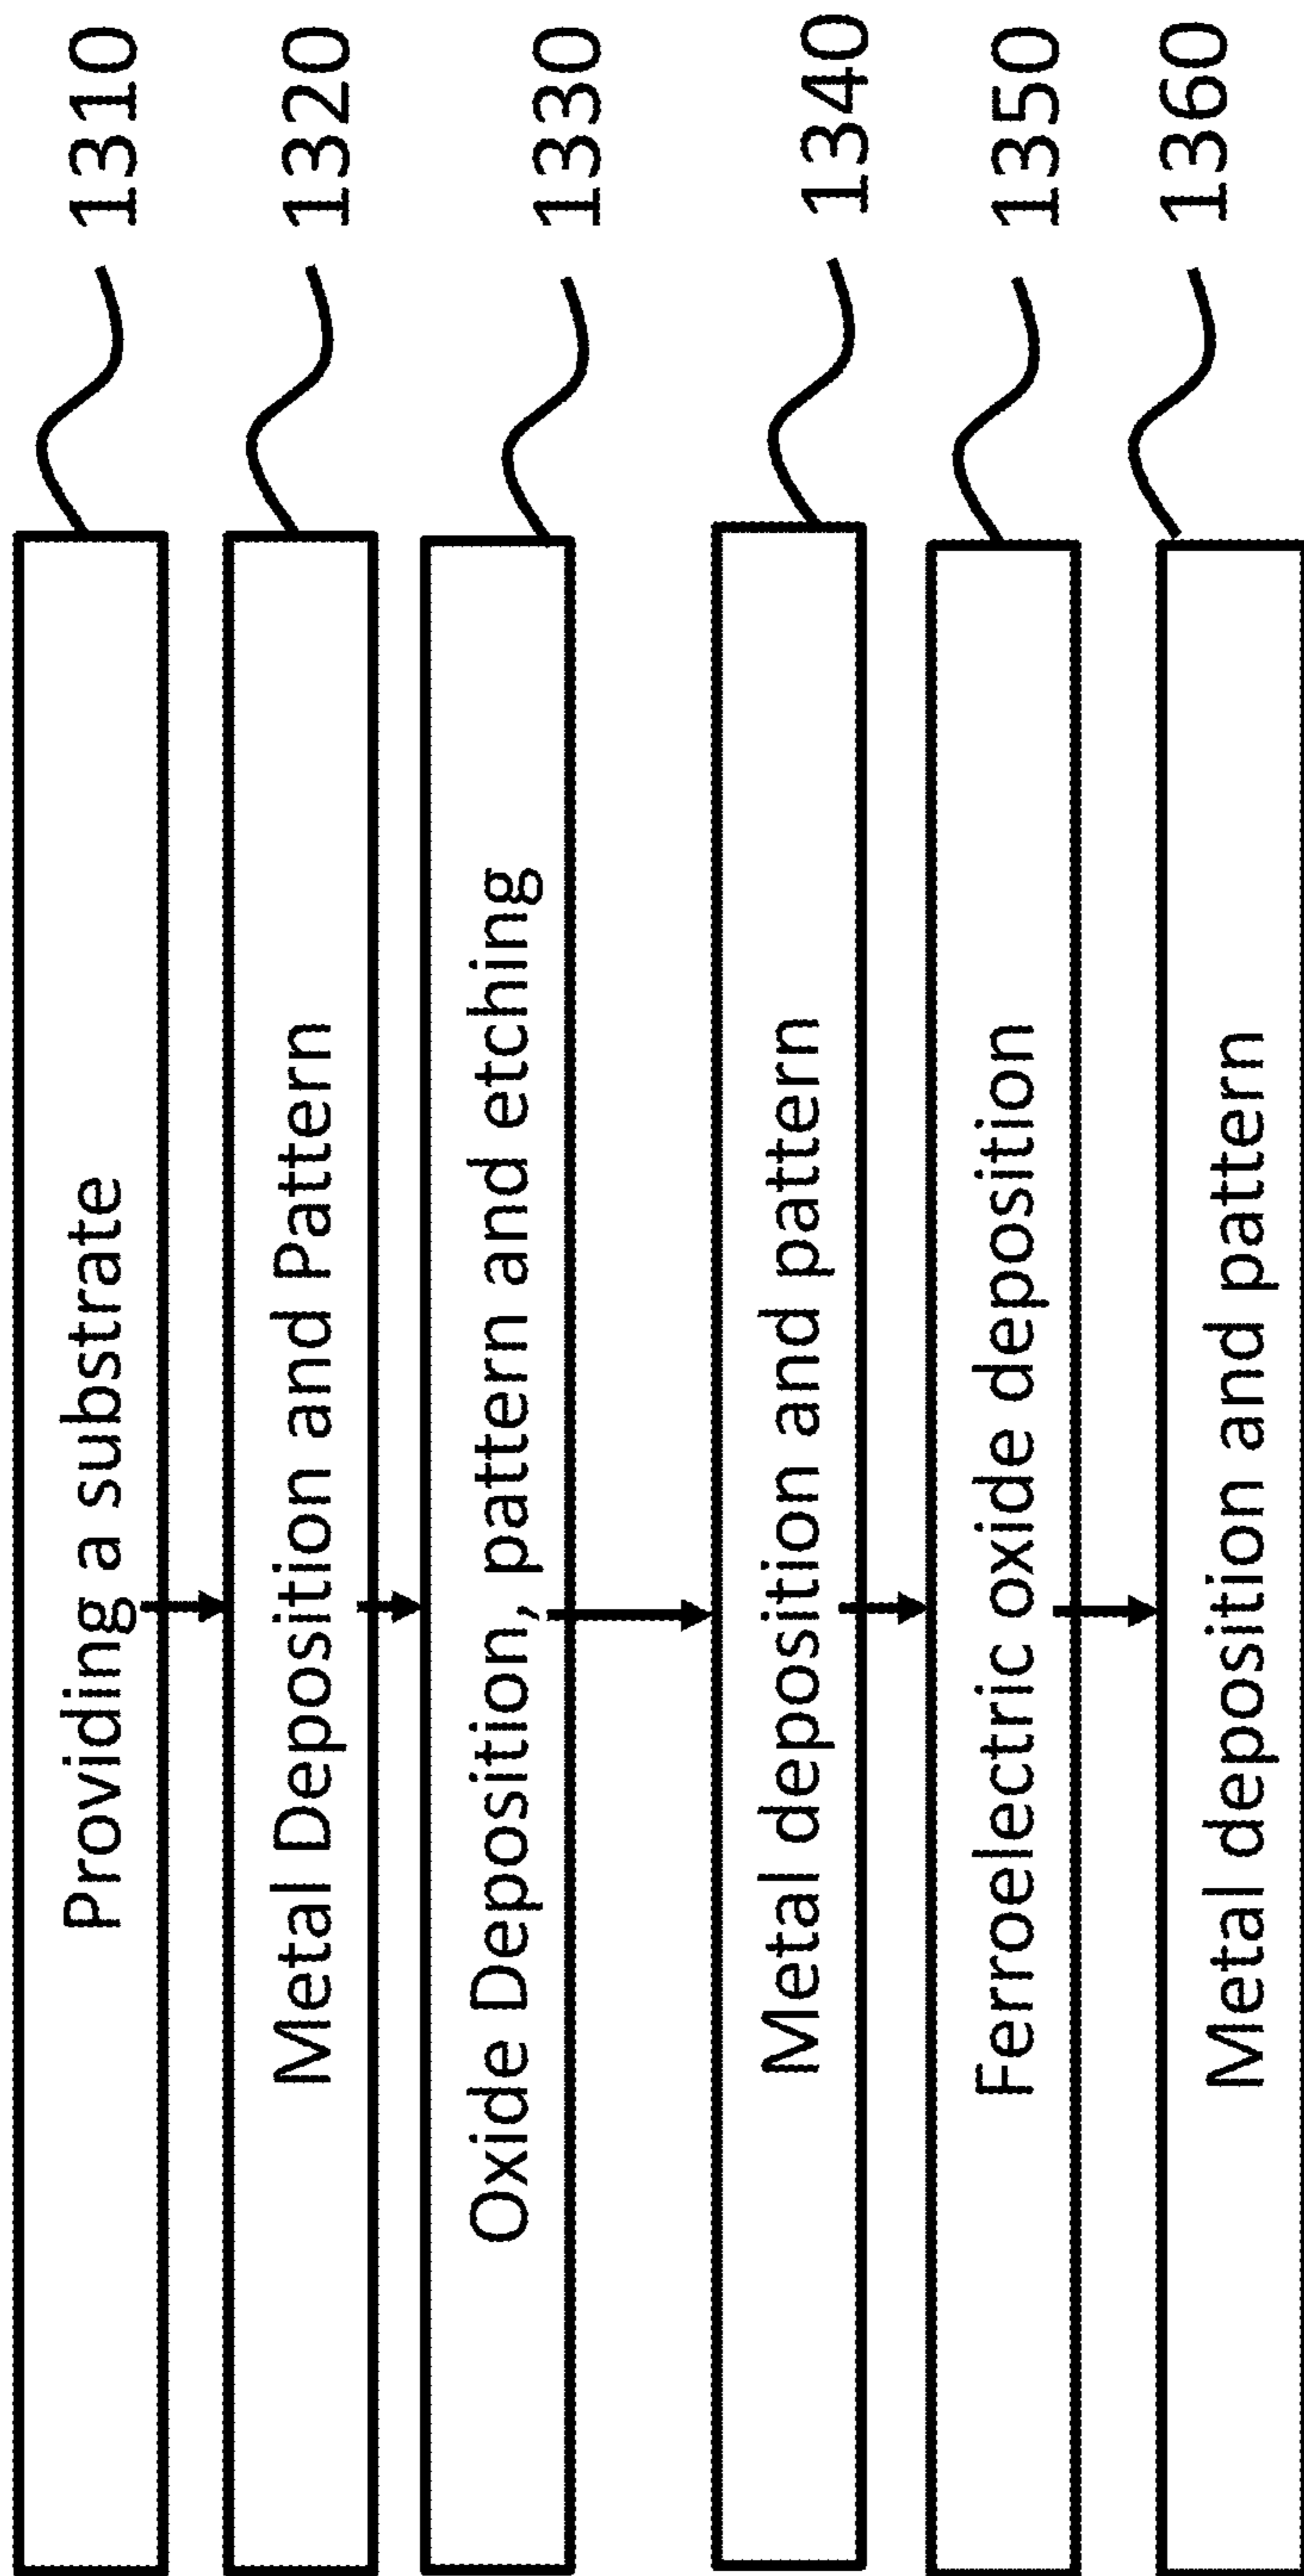 Providing a substrate
1310
Metal Deposition and Pattern
1320
Oxide Deposition, pattern and etching
1330
Metal deposition and pattern
1340
Ferroelectric oxide deposition
1350
Metal deposition and pattern
1360